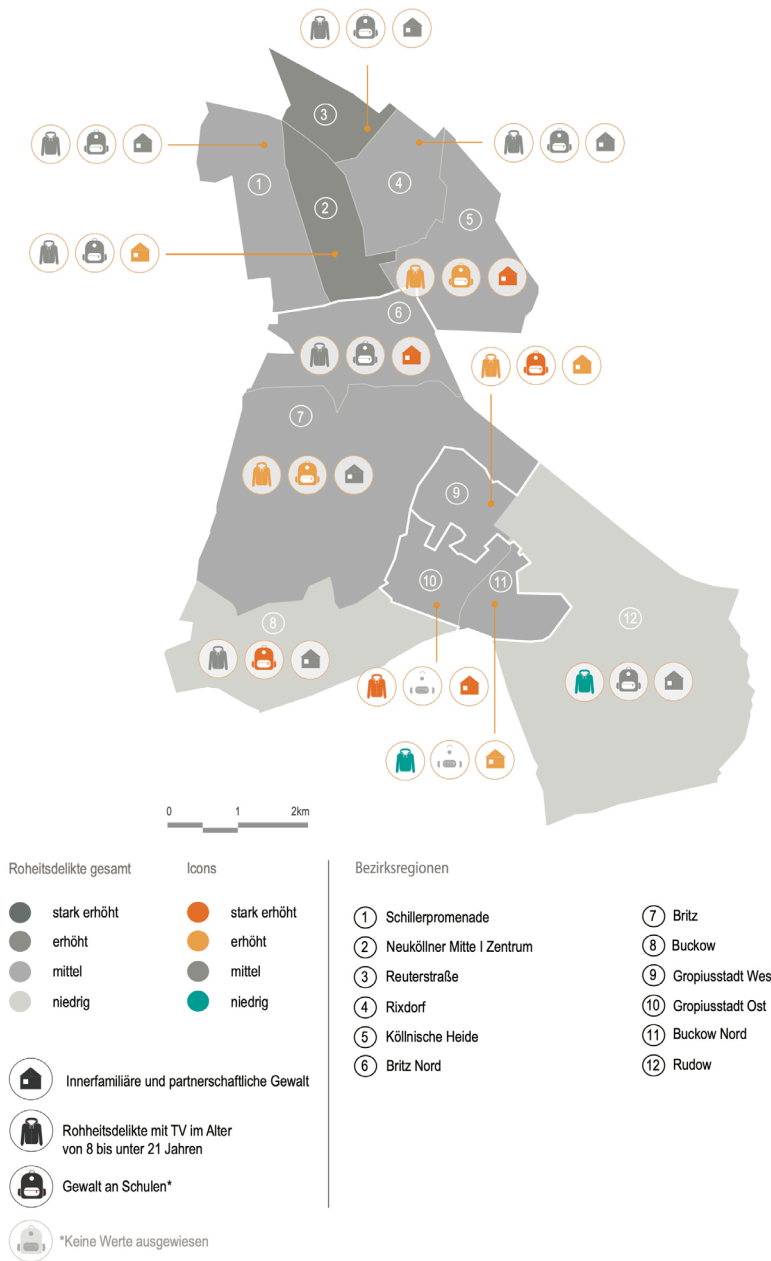 3
1
2
4
5
6
7
9
10
11
8
12
0 1 2km
Roheitsdelikte gesamt
stark erhöht
erhöht
mittel
niedrig
Icons
stark erhöht
erhöht
mittel
niedrig
Innerfamiliäre und partnerschaftliche Gewalt
Rohheitsdelikte mit TV im Alter
von 8 bis unter 21 Jahren
Gewalt an Schulen*
*Keine Werte ausgewiesen
Bezirksregionen
1 Schillerpromenade
2 Neuköllner Mitte I Zentrum
3 Reuterstraße
4 Rixdorf
5 Köllnische Heide
6 Britz Nord
7 Britz
8 Buckow
9 Gropiusstadt Wes
10 Gropiusstadt Ost
11 Buckow Nord
12 Rudow